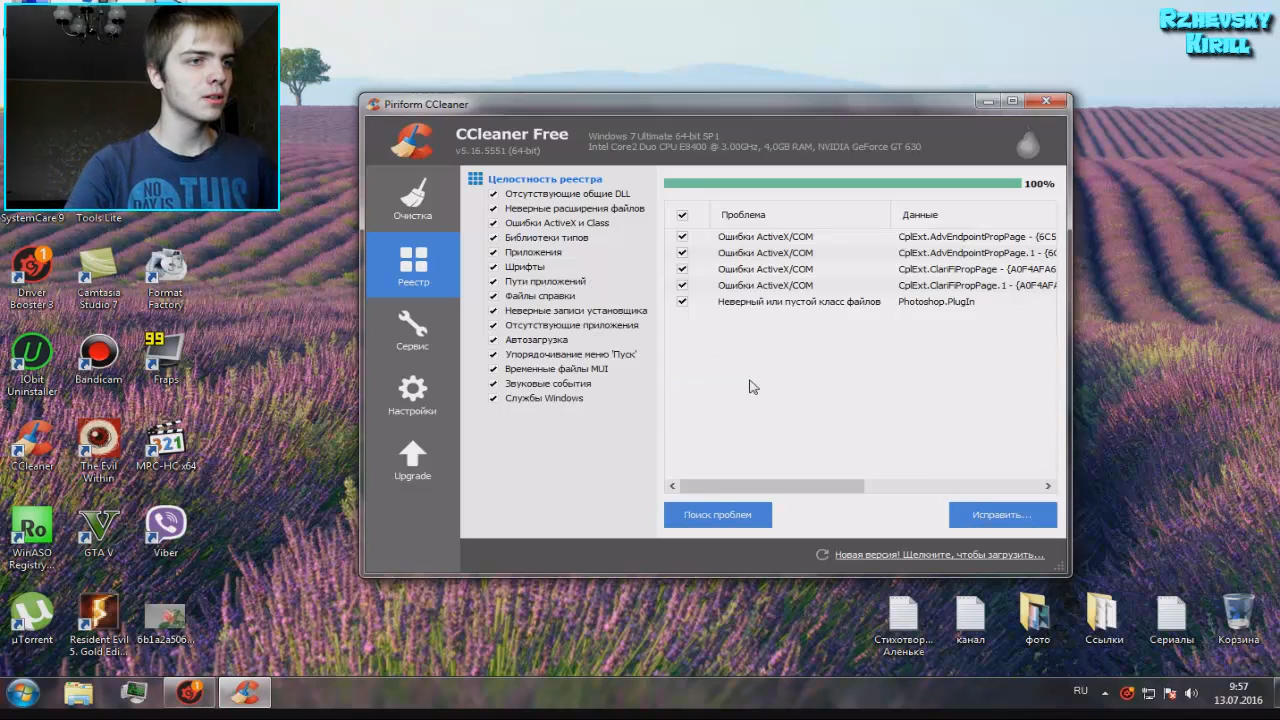 Rzhevsky
Kirill
NO
DAY IS
THIS
SystemCare 9
Tools Lite
Driver
Booster 3
Camtasia
Studio 7
Format
Factory
IObit
Uninstaller
Bandicam
99
Fraps
CCleaner
The Evil
Within
321
MPC-HC x64
Ro
WinASO
Registry...
GTA V
Viber
µTorrent
Resident Evil
5. Gold Edi...
6b1a2a506...
Piriform CCleaner
CCleaner Free
v5.16.5551 (64-bit)
Windows 7 Ultimate 64-bit SP1
Intel Core2 Duo CPU E8400 @ 3.00GHz, 4,0GB RAM, NVIDIA GeForce GT 630
Очистка
Реестр
Сервис
Настройки
Upgrade
Целостность реестра
Отсутствующие общие DLL
Неверные расширения файлов
Ошибки ActiveX и Class
Библиотеки типов
Приложения
Шрифты
Пути приложений
Файлы справки
Неверные записи установщика
Отсутствующие приложения
Автозагрузка
Упорядочивание меню 'Пуск'
Временные файлы MUI
Звуковые события
Службы Windows
100%
Проблема Данные
Ошибки ActiveX/COM CplExt.AdvEndpointPropPage - {6C5
Ошибки ActiveX/COM CplExt.AdvEndpointPropPage.1 - {6C
Ошибки ActiveX/COM CplExt.ClariFiPropPage - {A0F4AFA6
Ошибки ActiveX/COM CplExt.ClariFiPropPage.1 - {A0F4AFA
Неверный или пустой класс файлов Photoshop.PlugIn
Поиск проблем
Исправить...
Новая версия! Щелкните, чтобы загрузить...
Стихотвор...
Аленьке
канал
фото
Ссылки
Сериалы
Корзина
RU
9:57
13.07.2016